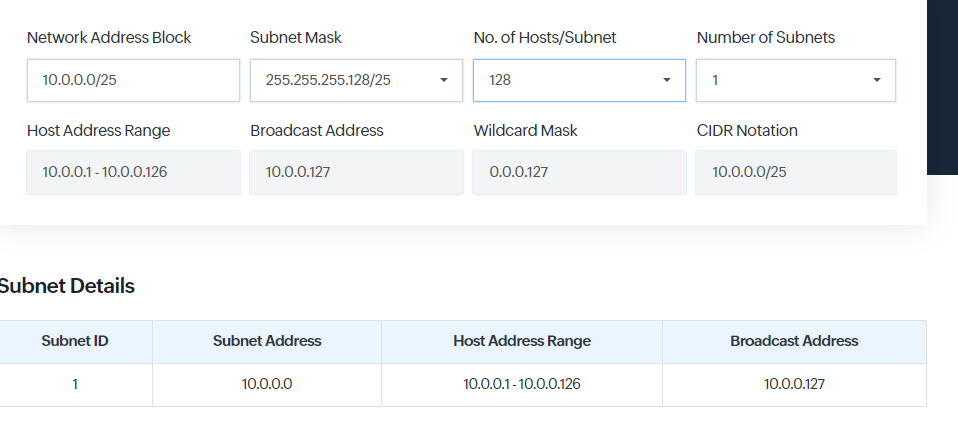 Network Address Block Subnet Mask No. of Hosts/Subnet Number of Subnets
10.0.0.0/25 255.255.255.128/25 128 1
Host Address Range Broadcast Address Wildcard Mask CIDR Notation
10.0.0.1 - 10.0.0.126 10.0.0.127 0.0.0.127 10.0.0.0/25
Subnet Details
Subnet ID Subnet Address Host Address Range Broadcast Address
1 10.0.0.0 10.0.0.1 - 10.0.0.126 10.0.0.127